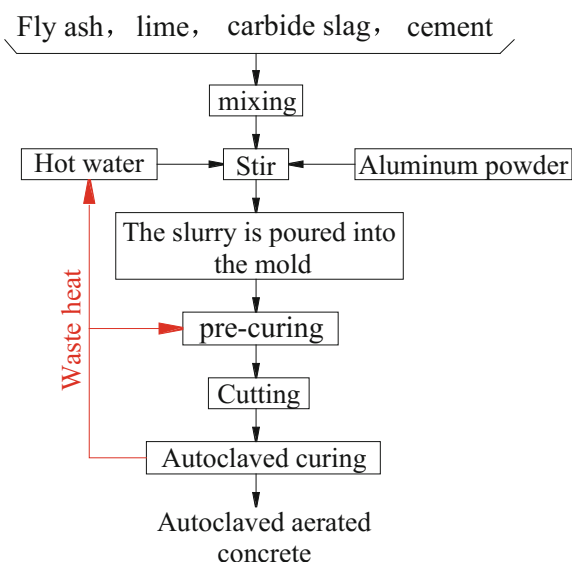 Fly ash, lime, carbide slag, cement
mixing
Hot water
Stir
Aluminum powder
The slurry is poured into
the mold
Waste heat
pre-curing
Cutting
Autoclaved curing
Autoclaved aerated
concrete